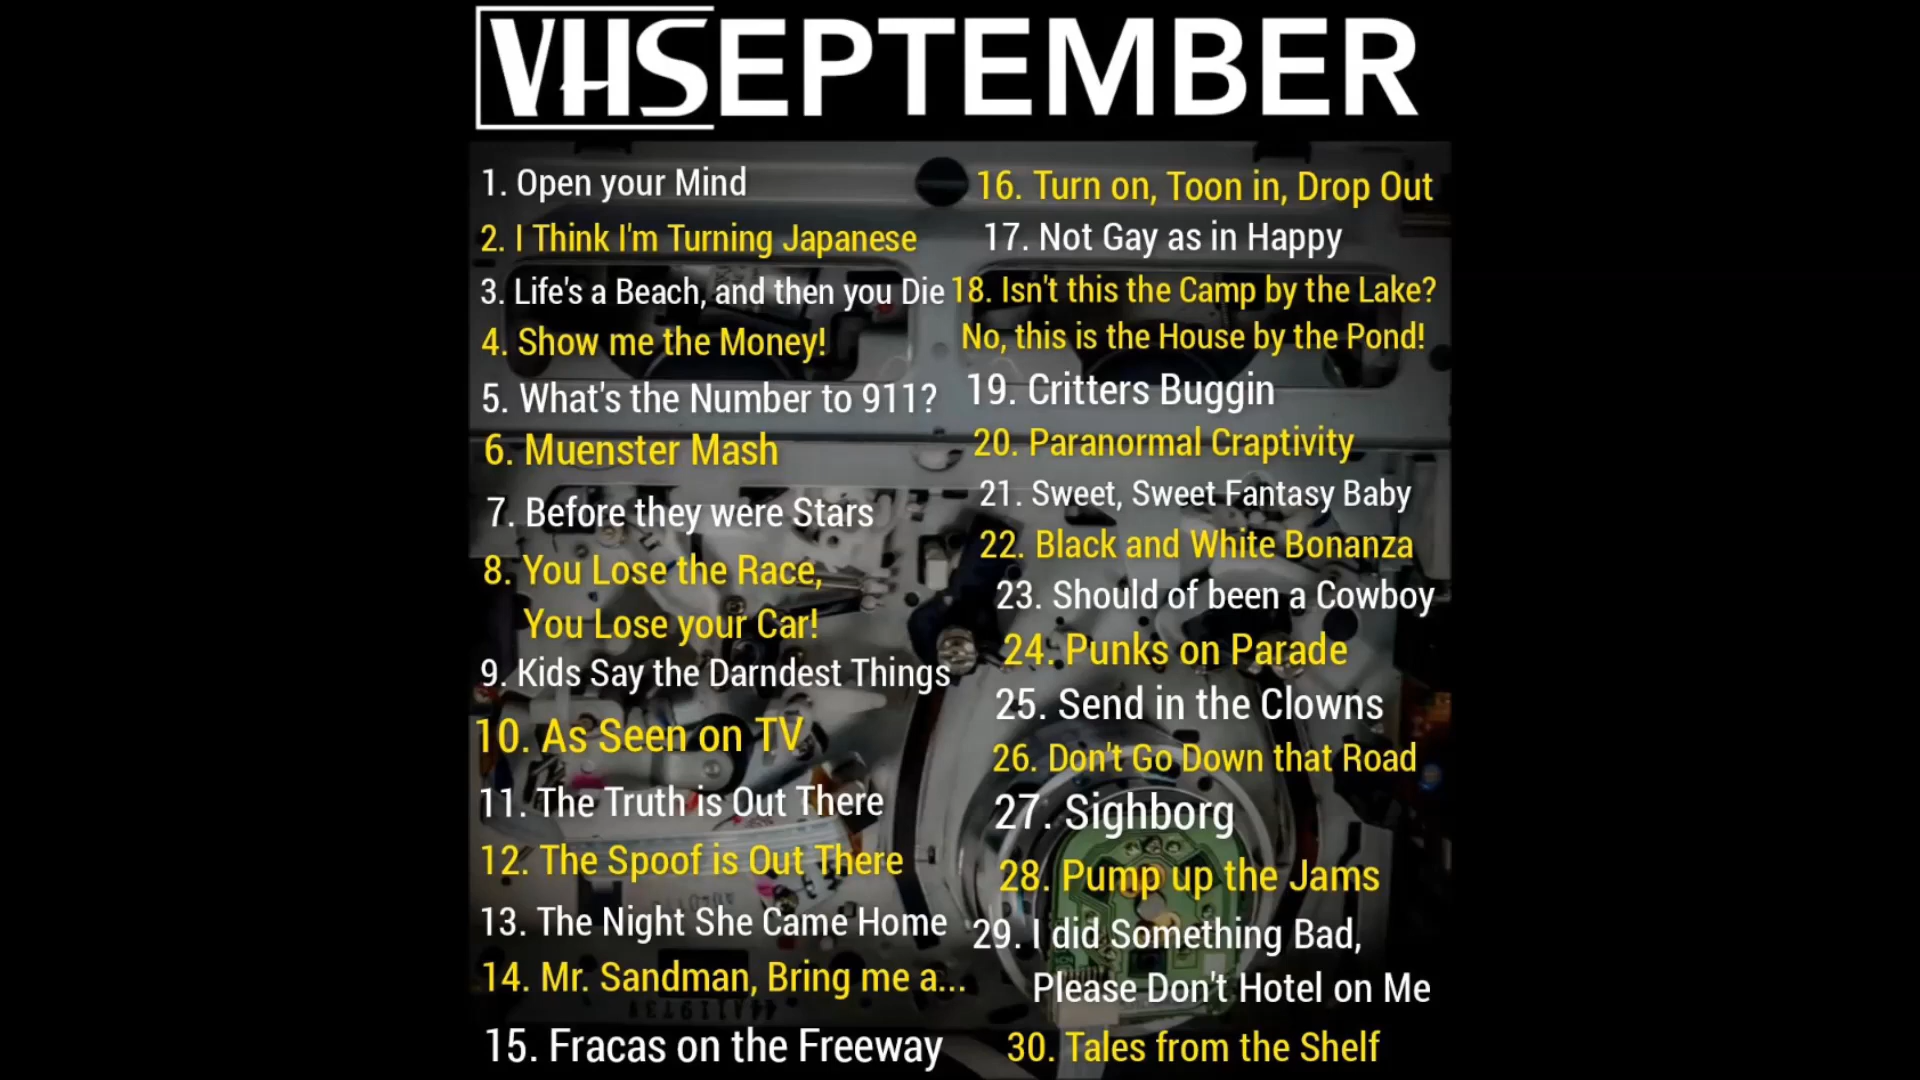 VHSEPTEMBER
1. Open your Mind
2. I Think I'm Turning Japanese
3. Life's a Beach, and then you Die
4. Show me the Money!
5. What's the Number to 911?
6. Muenster Mash
7. Before they were Stars
8. You Lose the Race,
You Lose your Car!
9. Kids Say the Darndest Things
10. As Seen on TV
11. The Truth is Out There
12. The Spoof is Out There
13. The Night She Came Home
14. Mr. Sandman, Bring me a...
15. Fracas on the Freeway
16. Turn on, Toon in, Drop Out
17. Not Gay as in Happy
18. Isn't this the Camp by the Lake?
No, this is the House by the Pond!
19. Critters Buggin
20. Paranormal Craptivity
21. Sweet, Sweet Fantasy Baby
22. Black and White Bonanza
23. Should of been a Cowboy
24. Punks on Parade
25. Send in the Clowns
26. Don't Go Down that Road
27. Sighborg
28. Pump up the Jams
29. I did Something Bad,
Please Don't Hotel on Me
30. Tales from the Shelf